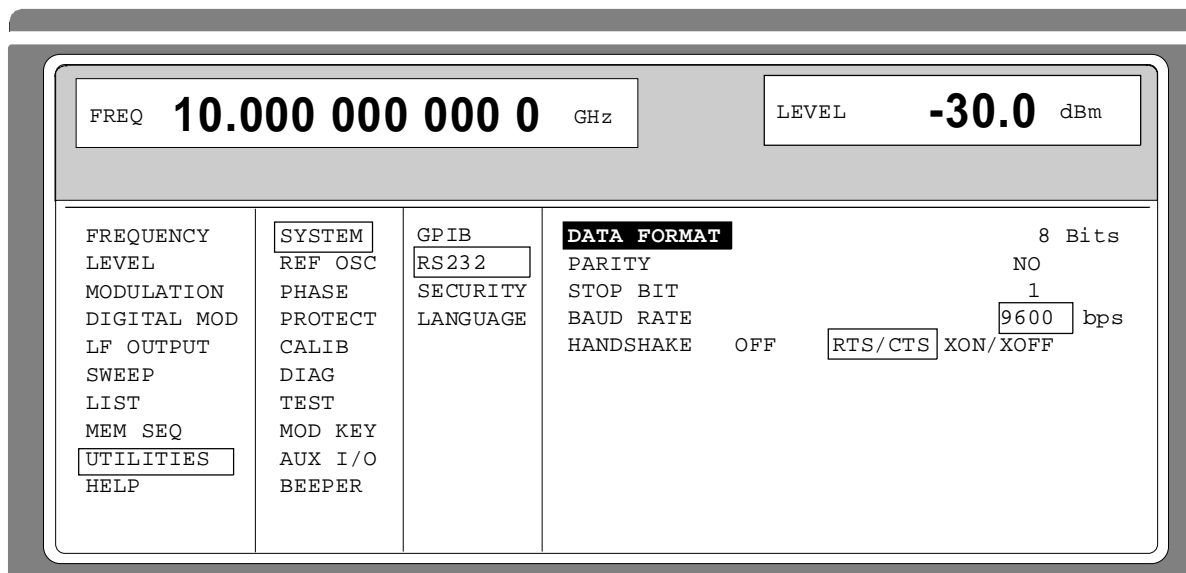 FREQ 10.000 000 000 0 GHz LEVEL -30.0 dBm
FREQUENCY SYSTEM GPIB DATA FORMAT 8 Bits
LEVEL REF OSC RS232 PARITY NO
MODULATION PHASE SECURITY STOP BIT 1
DIGITAL MOD PROTECT LANGUAGE BAUD RATE 9600 bps
LF OUTPUT CALIB HANDSHAKE OFF RTS/CTS XON/XOFF
SWEEP DIAG
LIST TEST
MEM SEQ MOD KEY
UTILITIES AUX I/O
HELP BEEPER